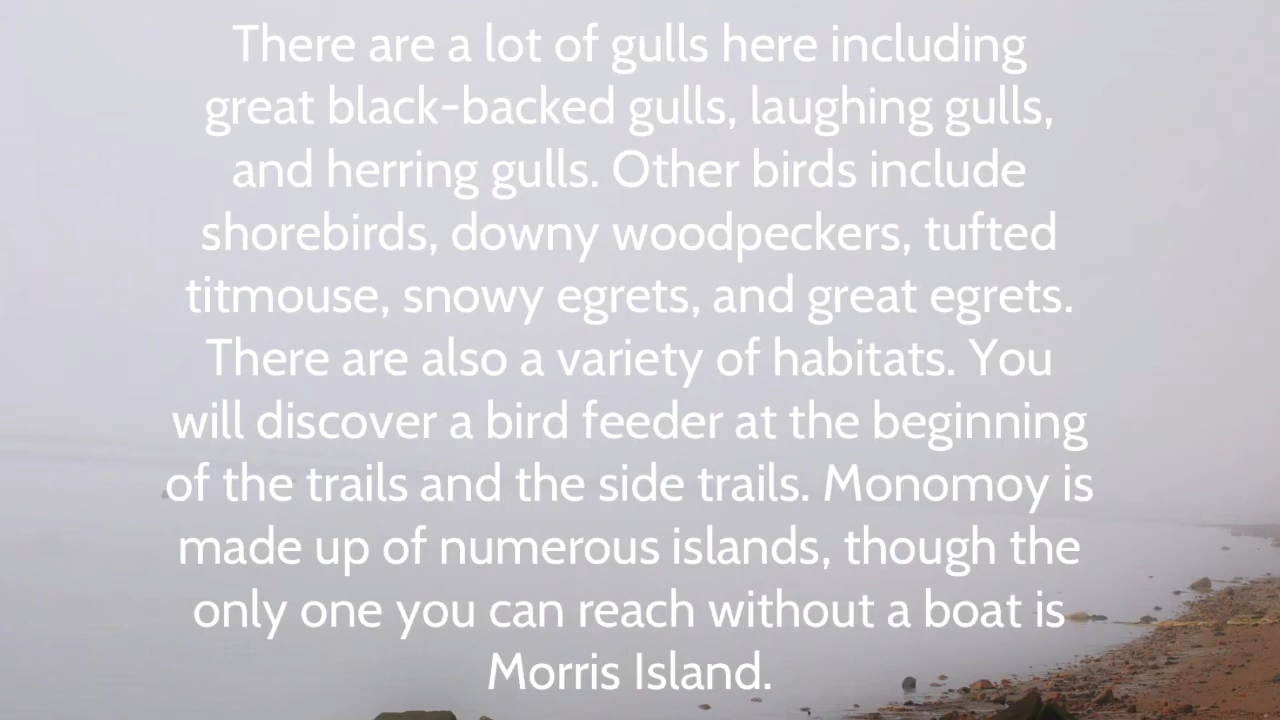 There are a lot of gulls here including
great black-backed gulls, laughing gulls,
and herring gulls. Other birds include
shorebirds, downy woodpeckers, tufted
titmouse, snowy egrets, and great egrets.
There are also a variety of habitats. You
will discover a bird feeder at the beginning
of the trails and the side trails. Monomoy is
made up of numerous islands, though the
only one you can reach without a boat is
Morris Island.